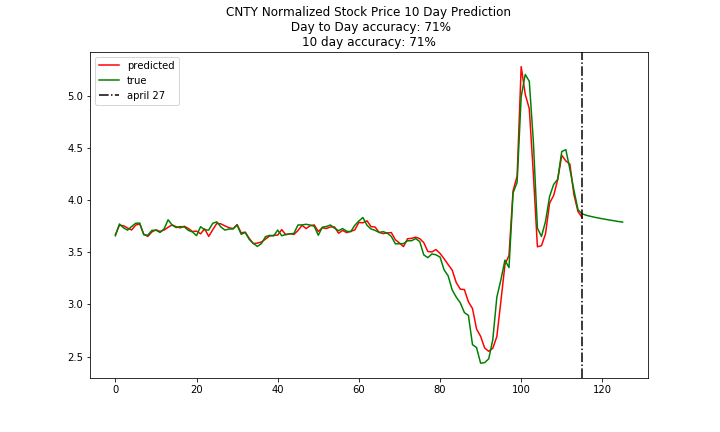 CNTY Normalized Stock Price 10 Day Prediction
Day to Day accuracy: 71%
10 day accuracy: 71%
predicted
true
april 27
5.0
4.5
4.0
3.5
3.0
2.5
0 20 40 60 80 100 120